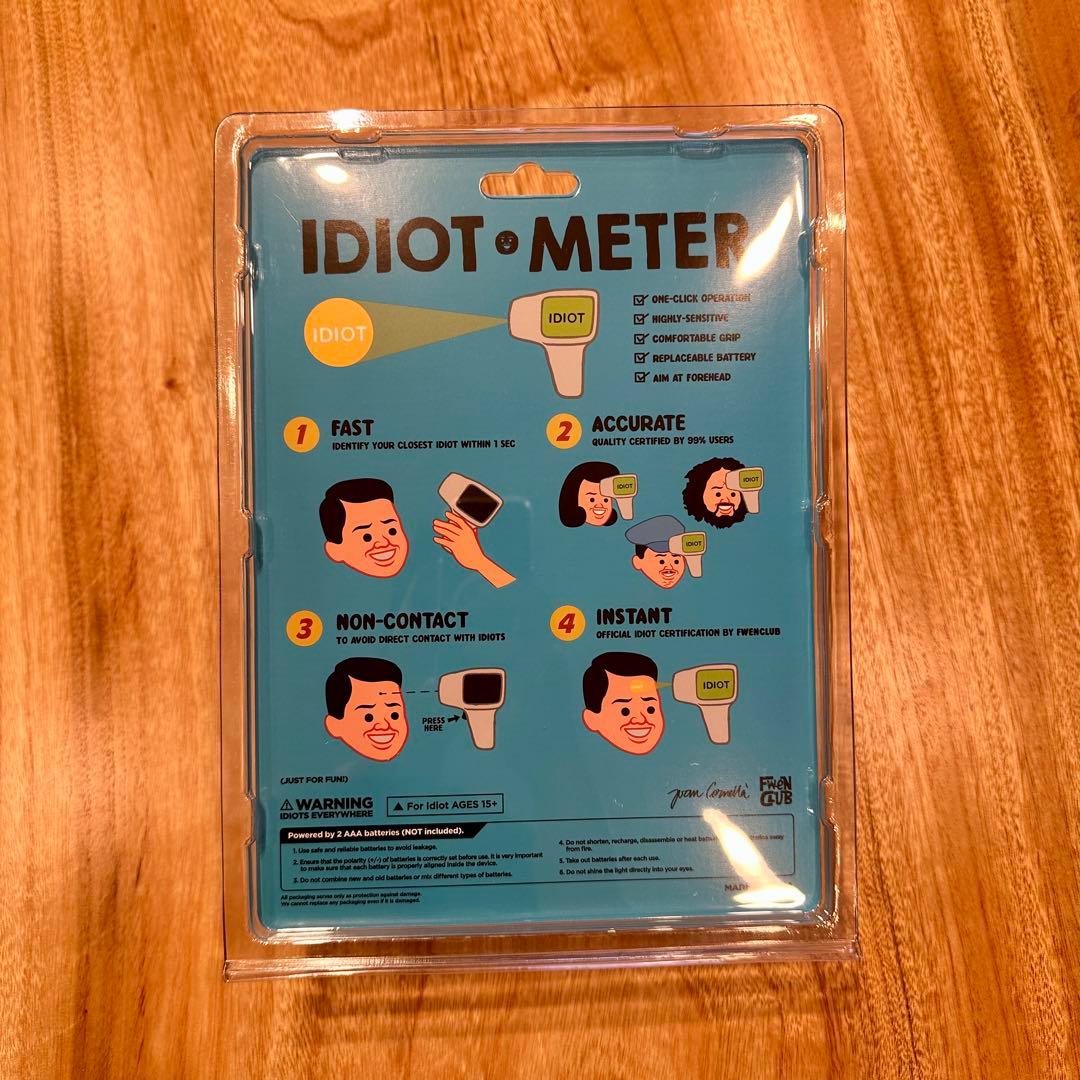 IDIOT METER
IDIOT
IDIOT
ONE-CLICK OPERATION
HIGHLY-SENSITIVE
COMFORTABLE GRIP
REPLACEABLE BATTERY
AIM AT FOREHEAD
1 FAST
IDENTIFY YOUR CLOSEST IDIOT WITHIN 1 SEC
2 ACCURATE
QUALITY CERTIFIED BY 99% USERS
IDIOT
IDIOT
IDIOT
3 NON-CONTACT
TO AVOID DIRECT CONTACT WITH IDIOTS
PRESS
HERE
4 INSTANT
OFFICIAL IDIOT CERTIFICATION BY FWENCLUB
IDIOT
(JUST FOR FUN!)
WARNING
IDIOTS EVERYWHERE
For Idiot AGES 15+
Joan Cornellà
FWEN
CLUB
Powered by 2 AAA batteries (NOT included).
1. Use safe and reliable batteries to avoid leakage.
2. Ensure that the polarity (+/-) of batteries is correctly set before use. It is very important
to make sure that each battery is properly aligned inside the device.
3. Do not combine new and old batteries or mix different types of batteries.
4. Do not shorten, recharge, disassemble or heat away
from fire.
5. Take out batteries after each use.
6. Do not shine the light directly into your eyes.
All packaging serves only as protection against damage.
We cannot replace any packaging even if it is damaged.